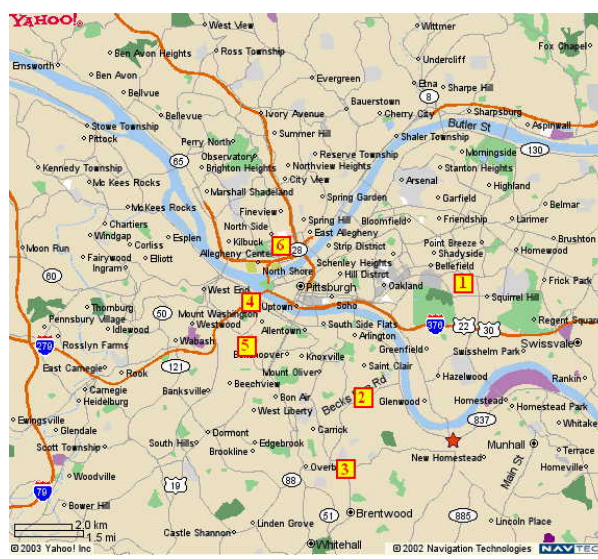 YAHOO!
West View
Wittmer
Ben Avon Heights
Ross Township
Fox Chapel
Emsworth
Undercliff
Ben Avon
Evergreen
Etna
Sharpe Hill
Bellevue
Bauerstown
8
Bellevue
Ivory Avenue
Cherry City
Sharpsburg
Aspinwall
Stowe Township
Summer Hill
Butler St
Pittock
Perry North
Shaler Township
130
Observatory
Reserve Township
Morningside
65
Brighton Heights
Northview Heights
Stanton Heights
Kennedy Township
City View
Arsenal
Mc Kees Rocks
Marshall Shadeland
Highland
Spring Garden
Garfield
McKees Rocks
Fineview
Belmar
Spring Hill
Bloomfield
Friendship
Larimer
Chartiers
North Side
East Allegheny
Windgap
Esplen
Kilbuck
6
Strip District
Point Breeze
Homewood
Moon Run
Corliss
28
Shadyside
Brushton
Fairywood
Elliott
Allegheny Center
Schenley Heights
Bellefield
Ingram
North Shore
Hill District
60
Oakland
1
Frick Park
West End
Pittsburgh
4
Squirrel Hill
Thornburg
50
Mount Washington
Uptown
Soho
Pennsbury Village
Westwood
South Side Flats
376
22
30
Regent Square
Idlewood
Allentown
Arlington
279
Rosslyn Farms
Wabash
5
Greenfield
Swissvale
Banksville
Knoxville
Swisshelm Park
East Carnegie
121
Mount Oliver
Saint Clair
Rook
Beechview
Hazelwood
Rankin
Carnegie
Banksville
Bon Air
2
Becks Run Rd
Glenwood
Homestead
Heidelburg
West Liberty
Homestead Park
837
Ewingsville
Glendale
Dormont
Carrick
Whitake
Scott Township
South Hills
Edgebrook
Munhall
Brookline
New Homestead
Terrace
Woodville
Overb
3
Main St
Homeville
19
88
79
Bower Hill
51
Brentwood
885
Lincoln Place
2.0 km
Linden Grove
1.5 mi
Castle Shannon
© 2003 Yahoo! Inc
Whitehall
© 2002 Navigation Technologies
NAVTEC